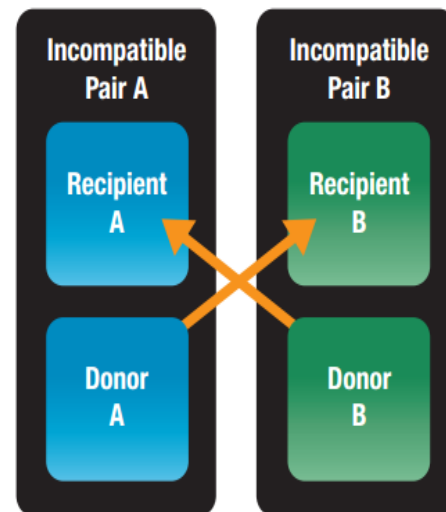 Incompatible
Pair A
Recipient
A
Donor
A
Incompatible
Pair B
Recipient
B
Donor
B